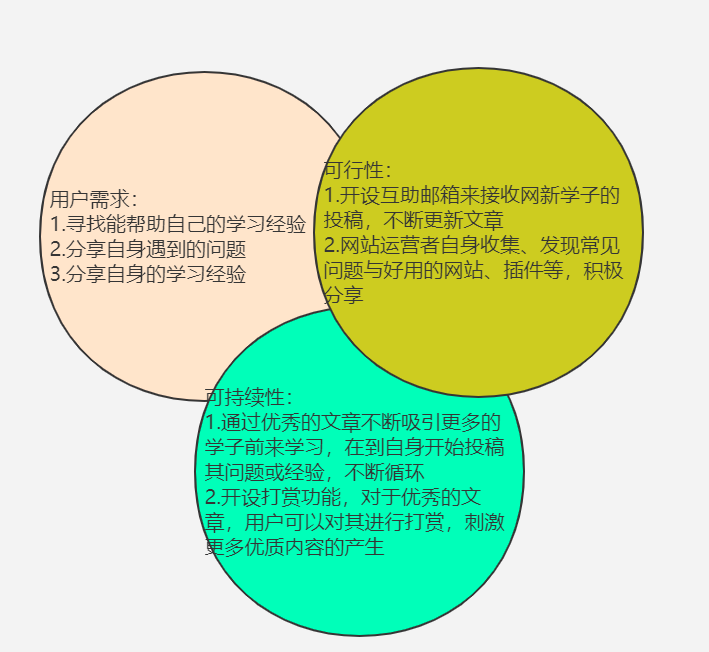 用户需求：
1.寻找能帮助自己的学习经验
2.分享自身遇到的问题
3.分享自身的学习经验
可行性：
1.开设互助邮箱来接收网新学子的
投稿，不断更新文章
2.网站运营者自身收集、发现常见
问题与好用的网站、插件等，积极
分享
可持续性：
1.通过优秀的文章不断吸引更多的
学子前来学习，在到自身开始投稿
其问题或经验，不断循环
2.开设打赏功能，对于优秀的文
章，用户可以对其进行打赏，刺激
更多优质内容的产生